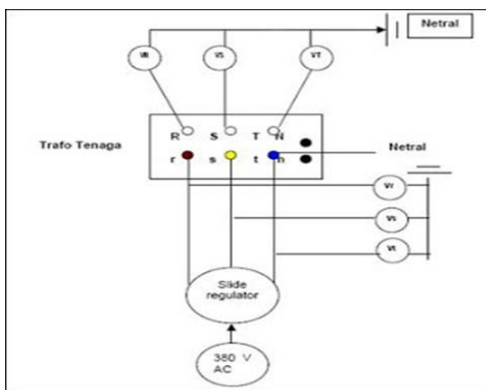 Netral
VR
VS
VT
R S T N
Trafo Tenaga
r s t n
Netral
Vr
Vs
Vt
Slide
regulator
380 V
AC